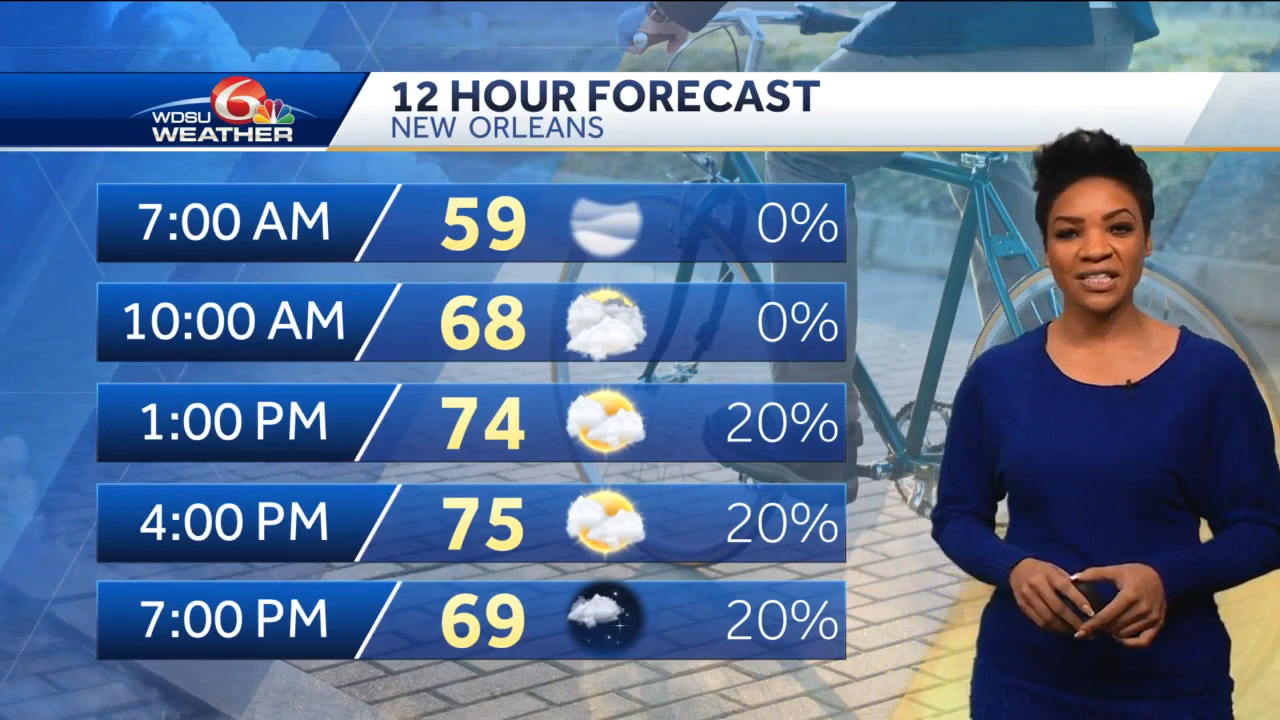 WDSU 6
WEATHER
12 HOUR FORECAST
NEW ORLEANS
7:00 AM 59 0%
10:00 AM 68 0%
1:00 PM 74 20%
4:00 PM 75 20%
7:00 PM 69 20%